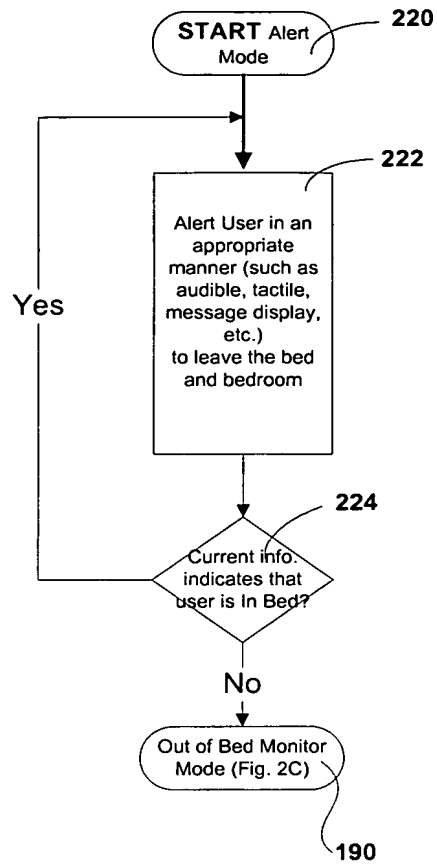 START Alert
Mode
220
222
Alert User in an
appropriate
manner (such as
audible, tactile,
message display,
etc.)
to leave the bed
and bedroom
Yes
224
Current info.
indicates that
user is In Bed?
No
Out of Bed Monitor
Mode (Fig. 2C)
190